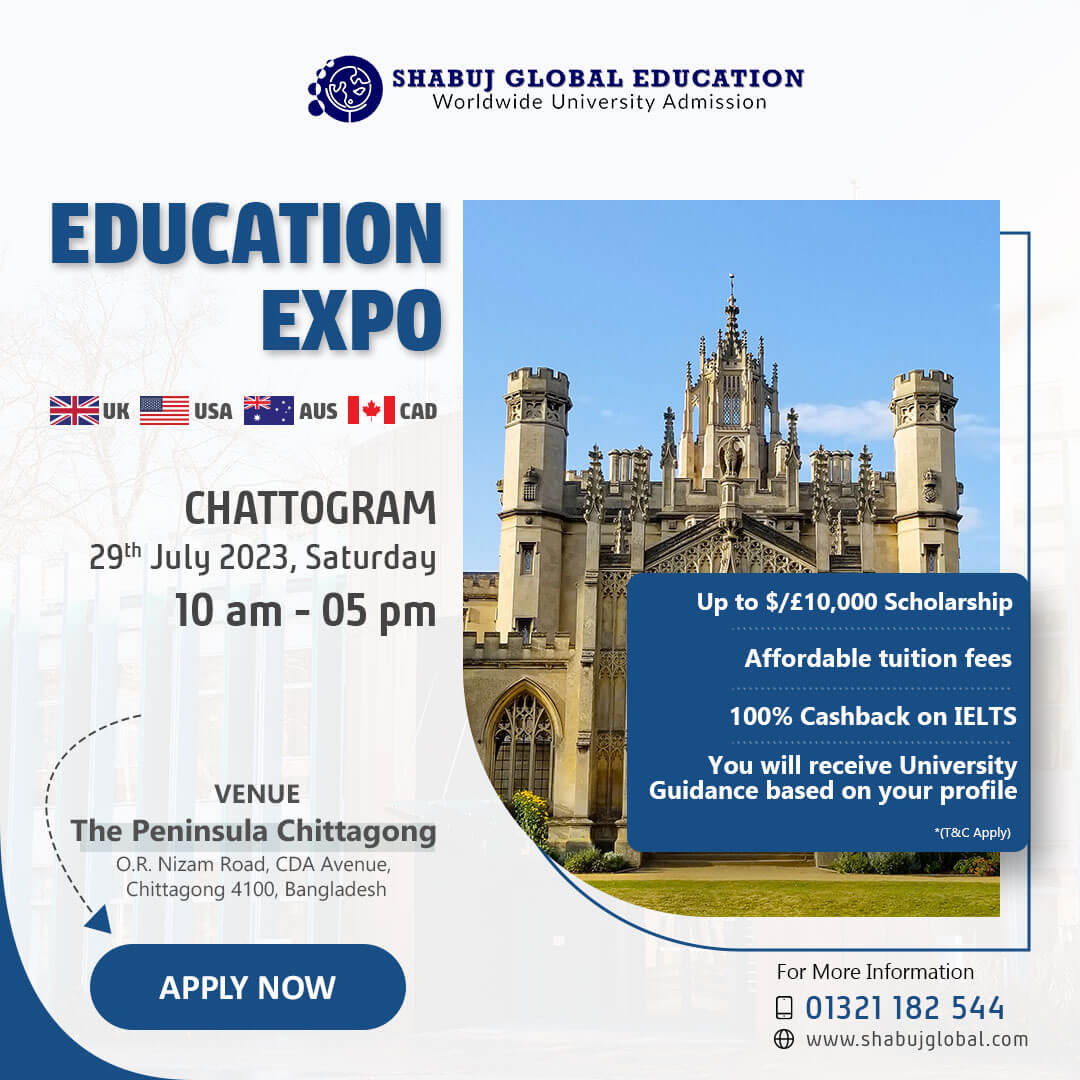 SHABUJ GLOBAL EDUCATION
Worldwide University Admission
EDUCATION
EXPO
UK USA AUS CAD
CHATTOGRAM
29th July 2023, Saturday
10 am - 05 pm
Up to $/£10,000 Scholarship
Affordable tuition fees
100% Cashback on IELTS
You will receive University
Guidance based on your profile
*(T&C Apply)
VENUE
The Peninsula Chittagong
O.R. Nizam Road, CDA Avenue,
Chittagong 4100, Bangladesh
APPLY NOW
For More Information
01321 182 544
www.shabujglobal.com